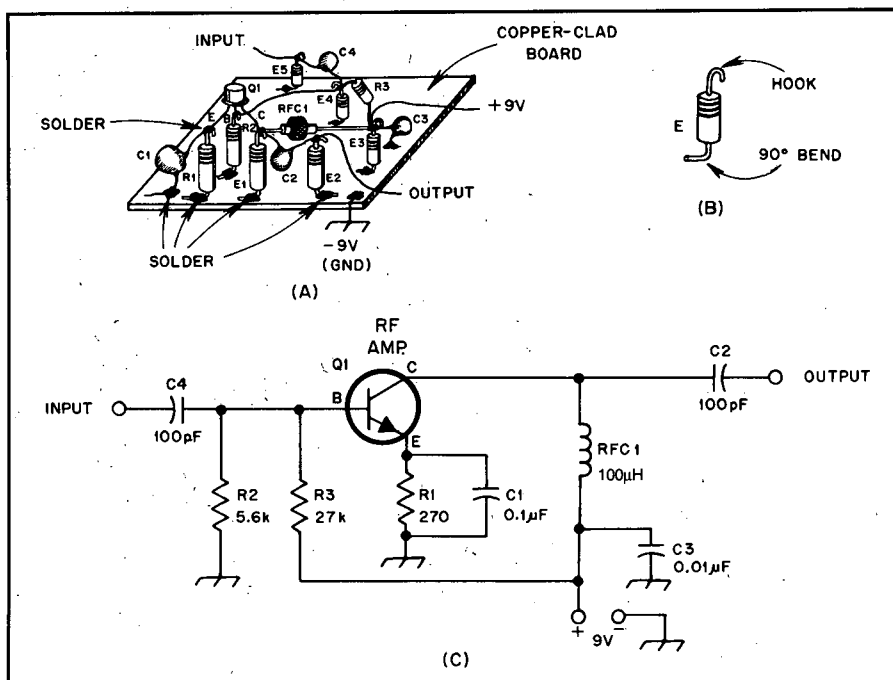 INPUT
C4
COPPER-CLAD
BOARD
E5
Q1
E4
R3
+9V
SOLDER
E
B
C
RFC1
R2
C3
E3
C1
R1
E1
C2
E2
OUTPUT
SOLDER
-9V
(GND)
(A)
HOOK
E
90° BEND
(B)
RF
AMP.
Q1
C
C2
C4
B
INPUT
OUTPUT
100pF
100pF
E
RFC1
100µH
R2
5.6k
R3
27k
R1
270
C1
0.1µF
C3
0.01µF
+
9V
-
(C)